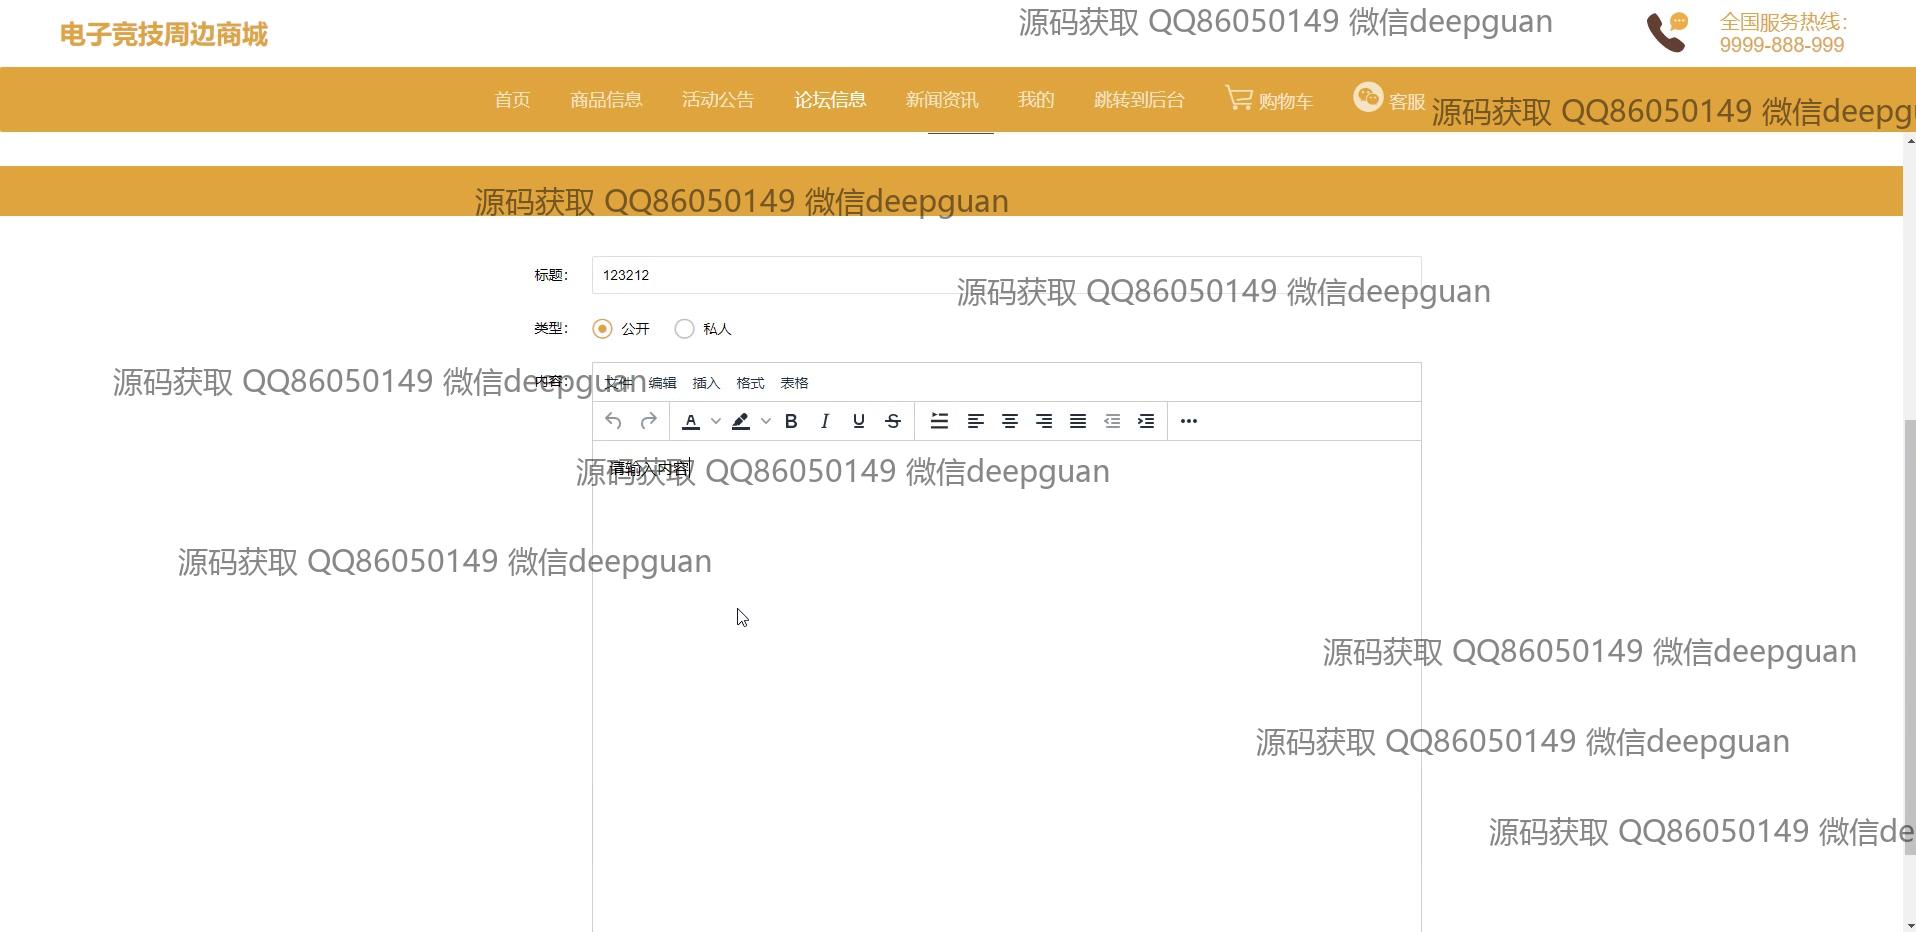 电子竞技周边商城
源码获取 QQ86050149 微信deepguan
全国服务热线:
9999-888-999
首页 商品信息 活动公告 论坛信息 新闻资讯 我的 跳转到后台 购物车 客服
源码获取 QQ86050149 微信deepgu
源码获取 QQ86050149 微信deepguan
标题: 123212
源码获取 QQ86050149 微信deepguan
类型: 公开 私人
源码获取 QQ86050149 微信deepguan
内容: 文件 编辑 插入 格式 表格
请输入内容
源码获取 QQ86050149 微信deepguan
源码获取 QQ86050149 微信deepguan
源码获取 QQ86050149 微信deepguan
源码获取 QQ86050149 微信deepguan
源码获取 QQ86050149 微信de